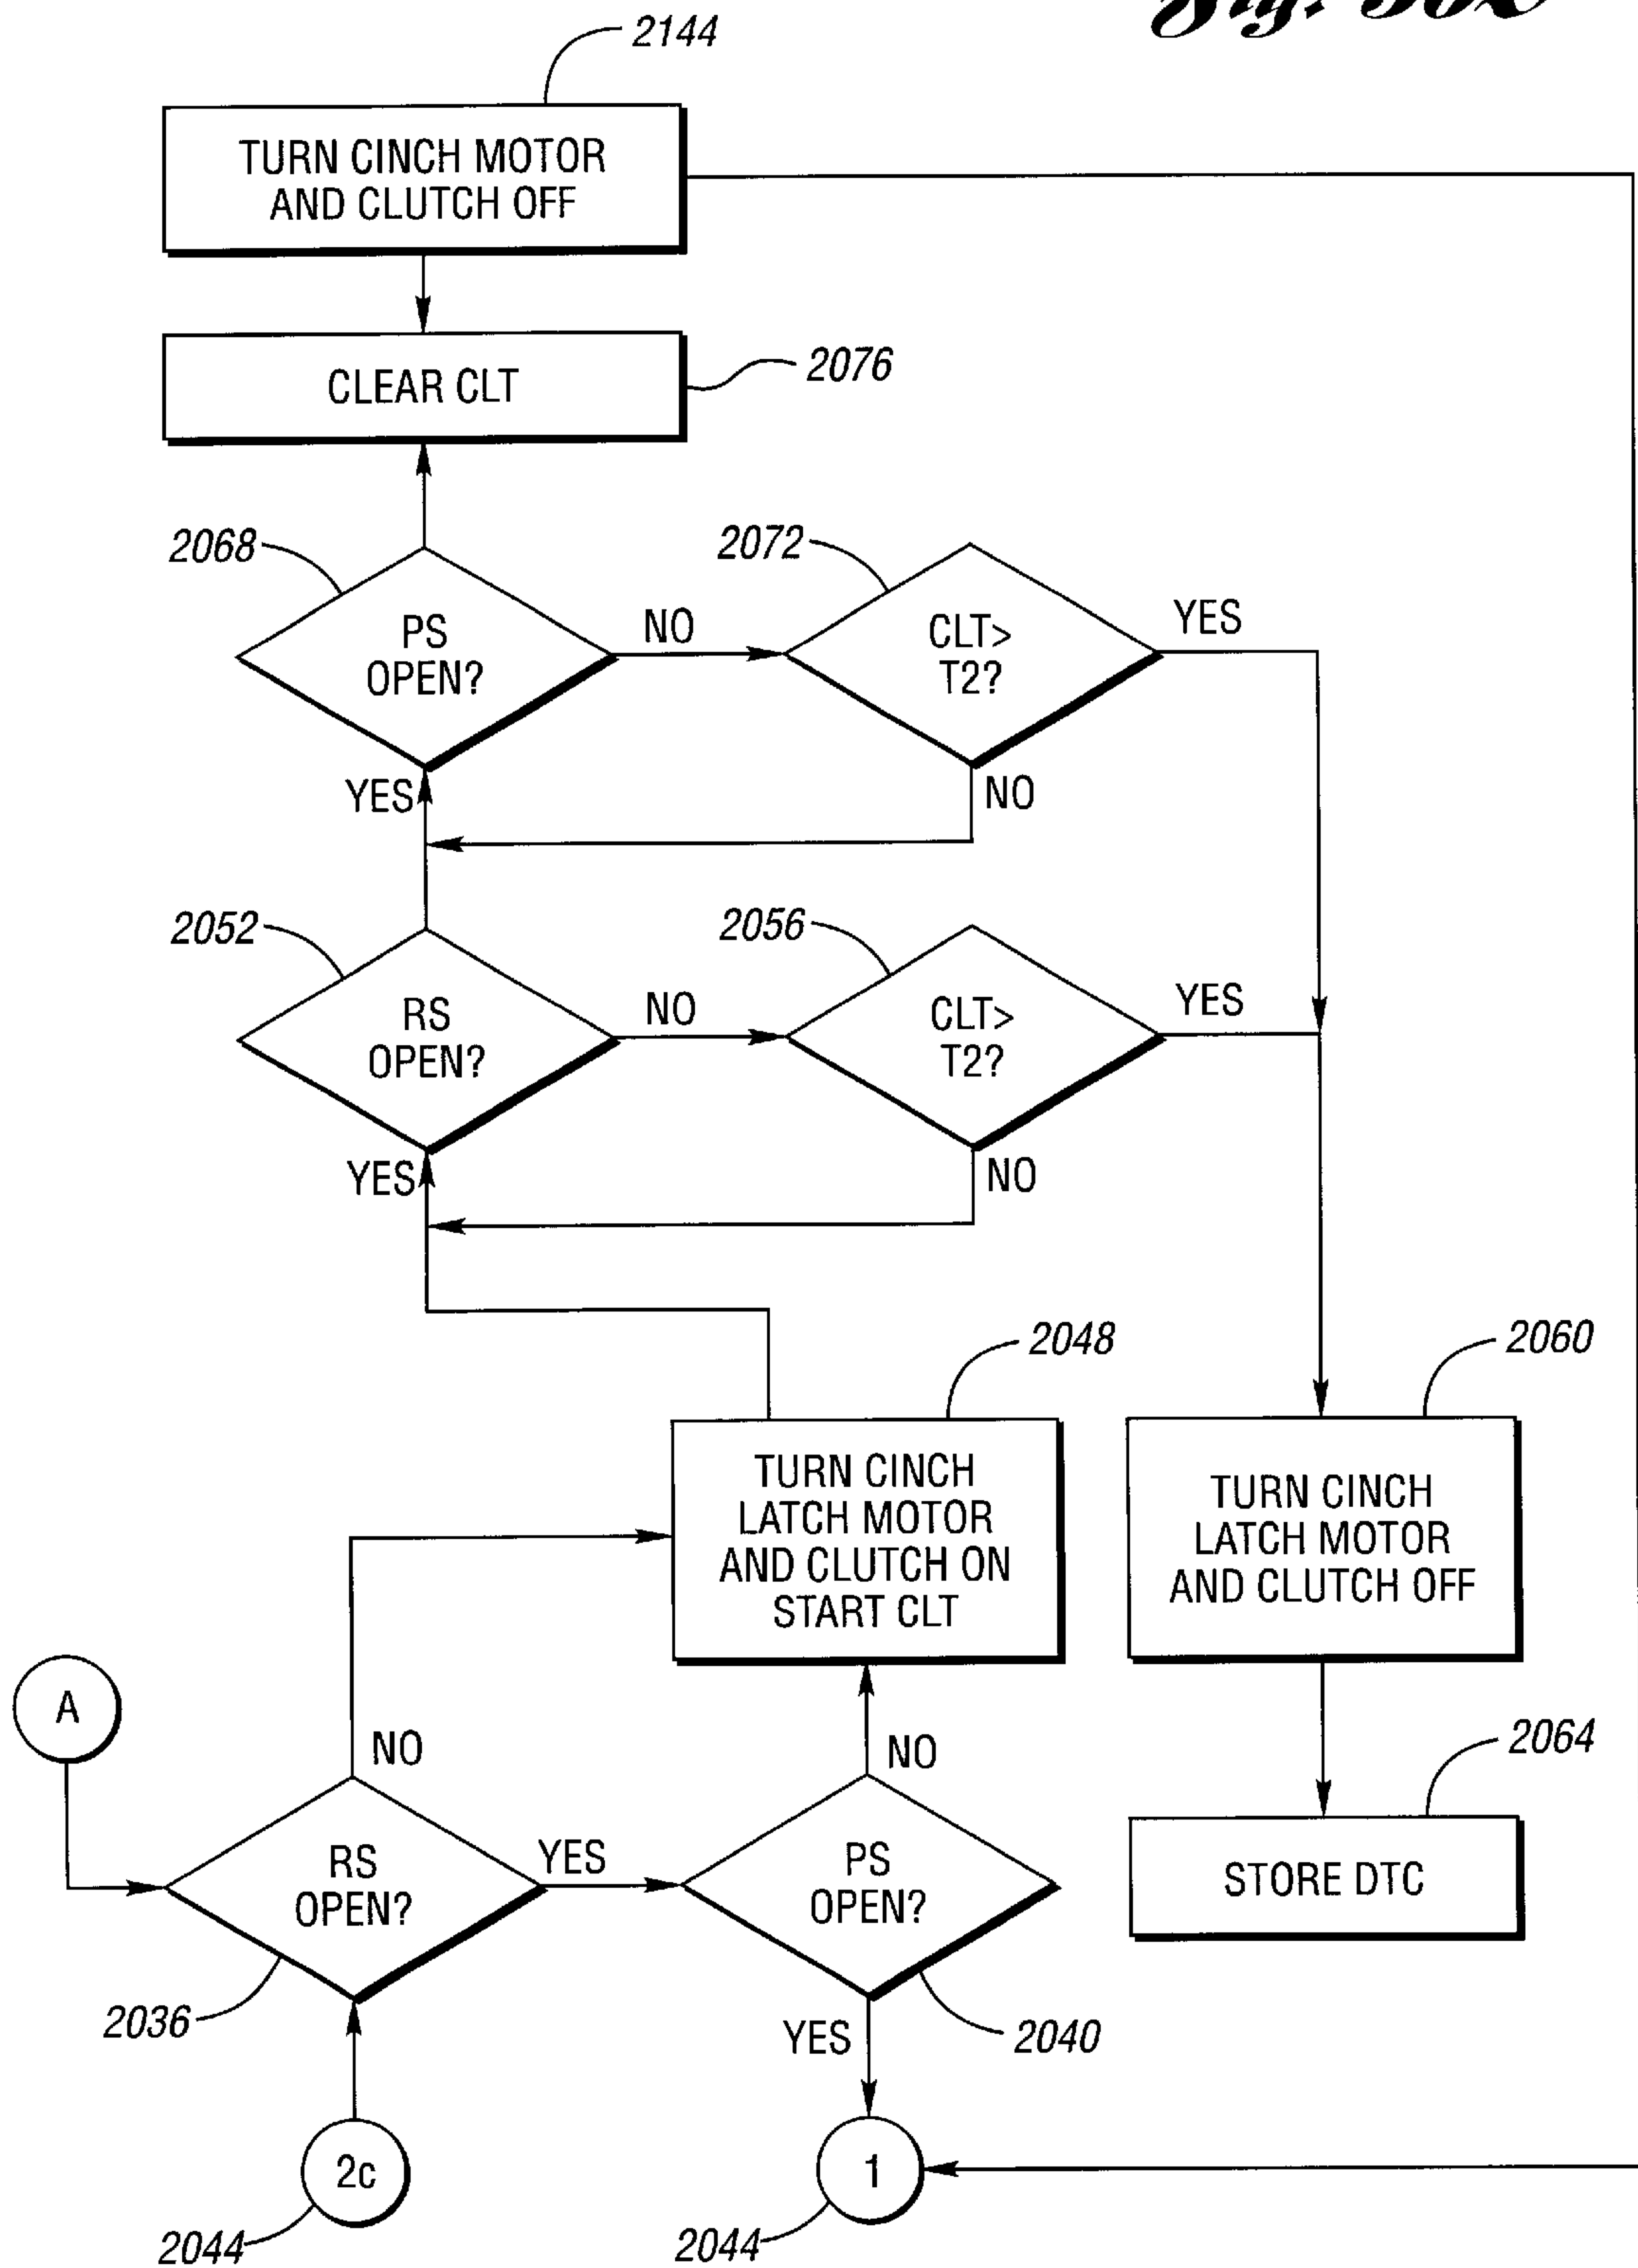 Fig.
2144
TURN CINCH MOTOR
AND CLUTCH OFF
CLEAR CLT
2076
2068
2072
PS
OPEN?
NO
CLT>
T2?
YES
YES
NO
2052
2056
RS
OPEN?
NO
CLT>
T2?
YES
YES
NO
2048
2060
TURN CINCH
LATCH MOTOR
AND CLUTCH ON
START CLT
TURN CINCH
LATCH MOTOR
AND CLUTCH OFF
A
NO
NO
2064
RS
OPEN?
YES
PS
OPEN?
STORE DTC
2036
YES
2040
2c
1
2044
2044